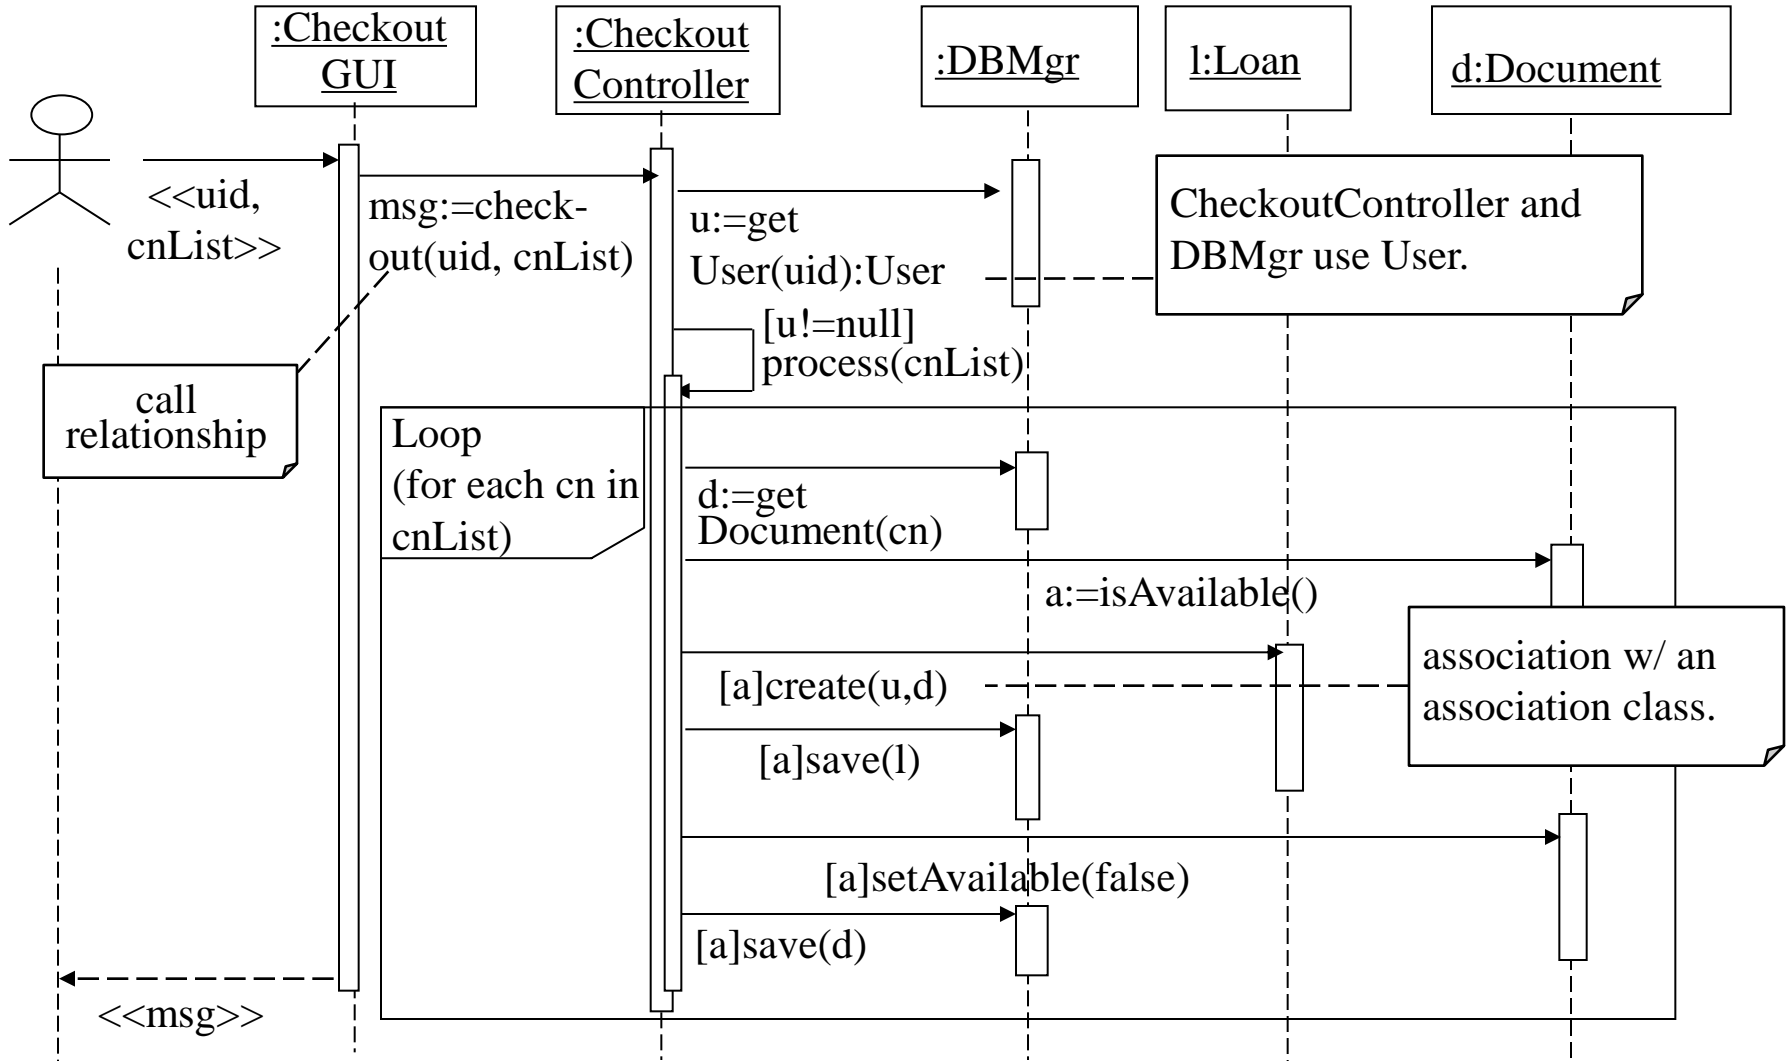 :Checkout
GUI
:Checkout
Controller
:DBMgr
l:Loan
d:Document
<<uid,
cnList>>
msg:=check-
out(uid, cnList)
u:=get
User(uid):User
CheckoutController and
DBMgr use User.
[u!=null]
process(cnList)
call
relationship
Loop
(for each cn in
cnList)
d:=get
Document(cn)
a:=isAvailable()
[a]create(u,d)
association w/ an
association class.
[a]save(l)
[a]setAvailable(false)
[a]save(d)
<<msg>>